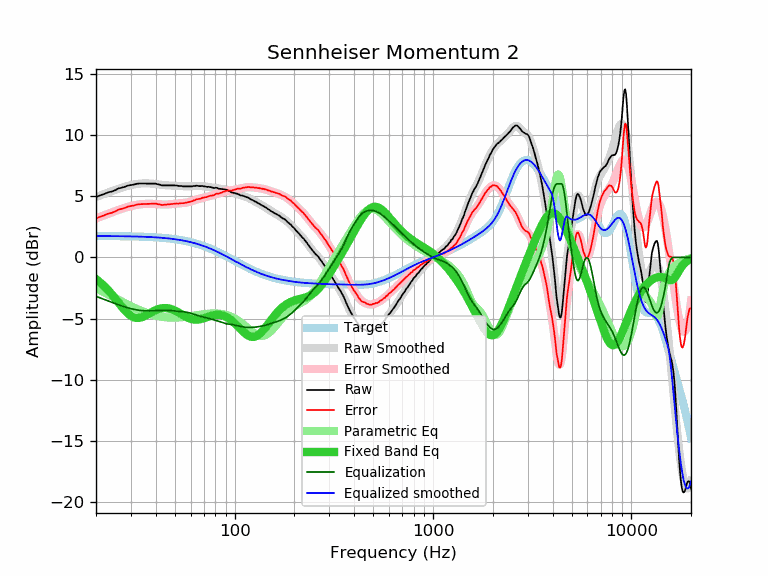 Sennheiser Momentum 2
Amplitude (dBr)
15
10
5
0
−5
−10
−15
−20
Target
Raw Smoothed
Error Smoothed
Raw
Error
Parametric Eq
Fixed Band Eq
Equalization
Equalized smoothed
100
1000
10000
Frequency (Hz)